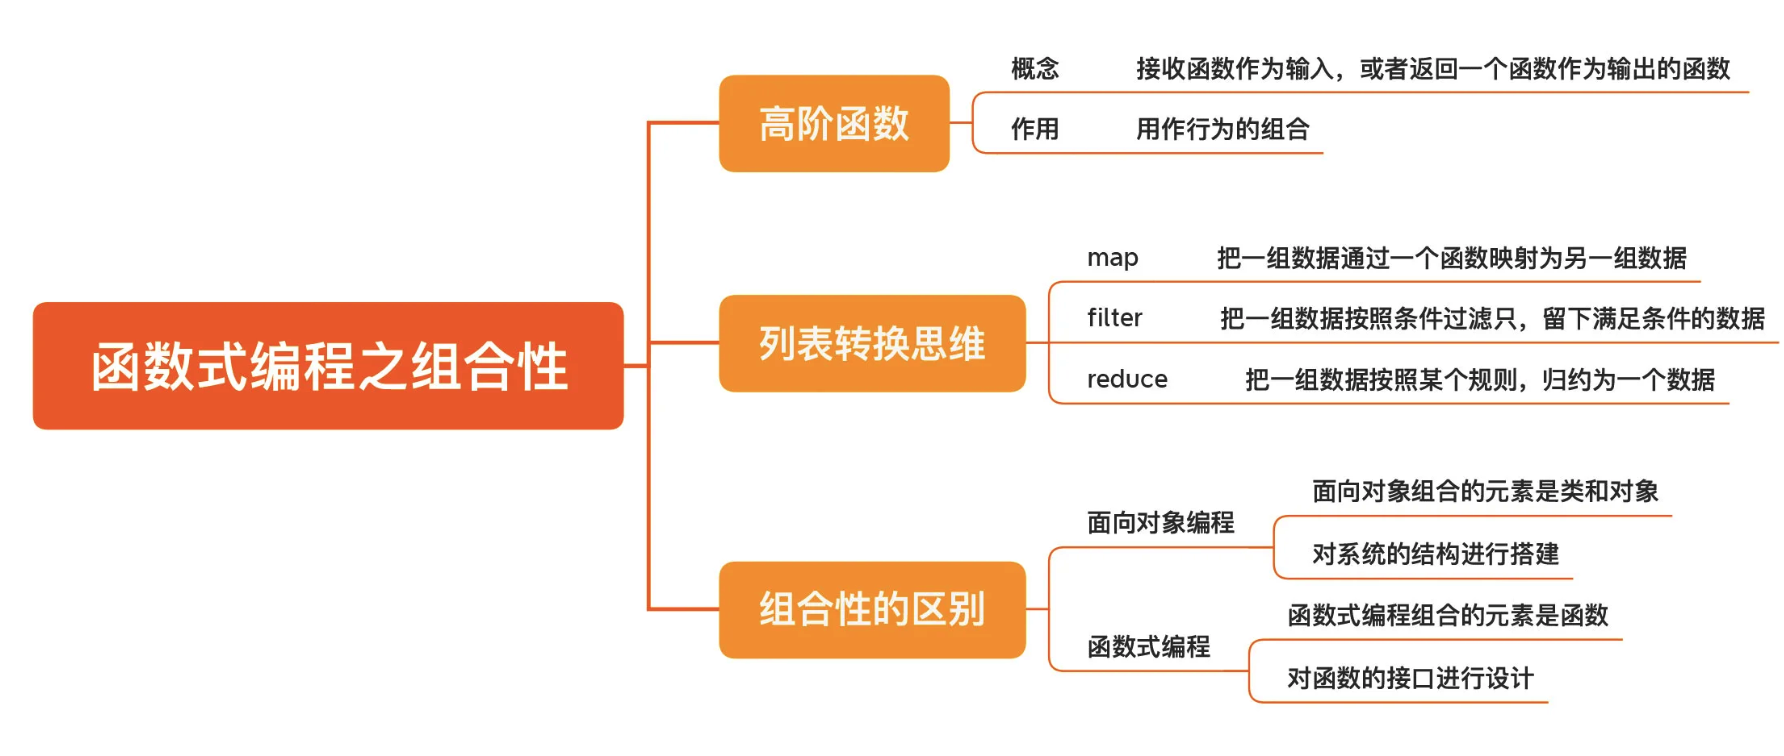 函数式编程之组合性
高阶函数
概念 接收函数作为输入，或者返回一个函数作为输出的函数
作用 用作行为的组合
列表转换思维
map 把一组数据通过一个函数映射为另一组数据
filter 把一组数据按照条件过滤只，留下满足条件的数据
reduce 把一组数据按照某个规则，归约为一个数据
组合性的区别
面向对象编程
面向对象组合的元素是类和对象
对系统的结构进行搭建
函数式编程
函数式编程组合的元素是函数
对函数的接口进行设计